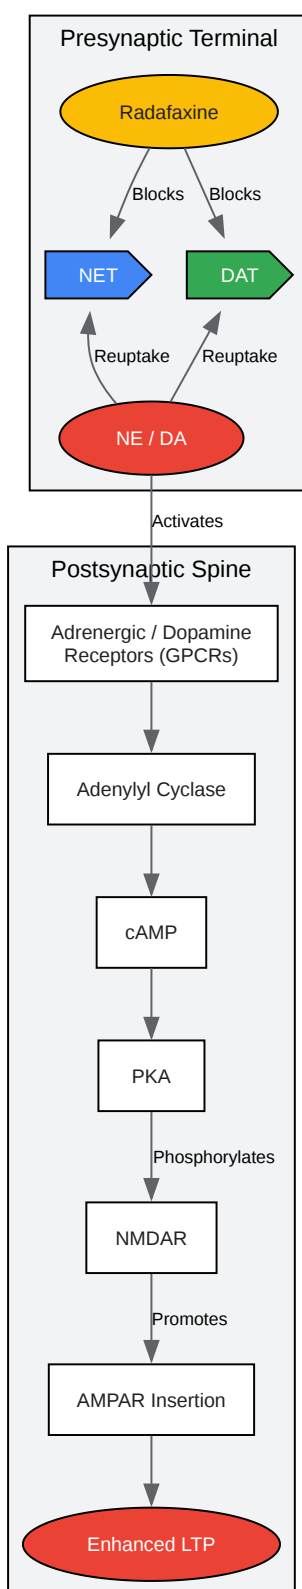 Presynaptic Terminal
Radafaxine
Blocks
Blocks
NET
DAT
Reuptake
Reuptake
NE / DA
Activates
Postsynaptic Spine
Adrenergic / Dopamine
Receptors (GPCRs)
Adenylyl Cyclase
cAMP
PKA
Phosphorylates
NMDAR
Promotes
AMPAR Insertion
Enhanced LTP